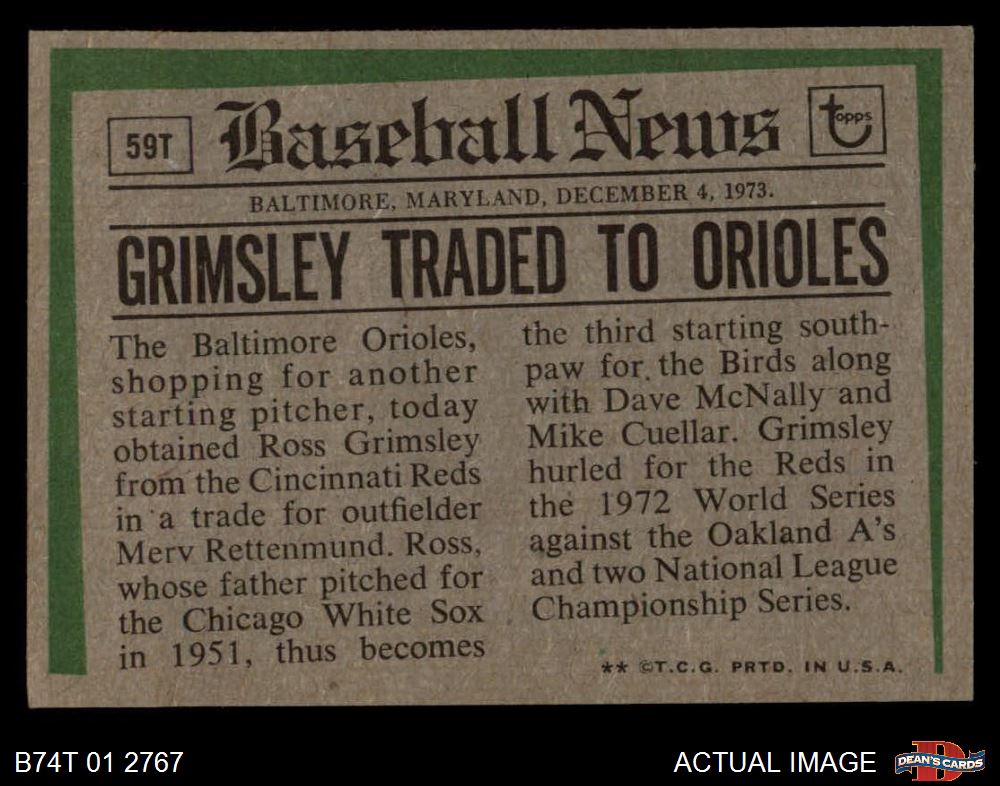 59T
Baseball News
topps
BALTIMORE, MARYLAND, DECEMBER 4, 1973.
GRIMSLEY TRADED TO ORIOLES
The Baltimore Orioles,
shopping for another
starting pitcher, today
obtained Ross Grimsley
from the Cincinnati Reds
in a trade for outfielder
Merv Rettenmund. Ross,
whose father pitched for
the Chicago White Sox
in 1951, thus becomes
the third starting south-
paw for the Birds along
with Dave McNally and
Mike Cuellar. Grimsley
hurled for the Reds in
the 1972 World Series
against the Oakland A's
and two National League
Championship Series.
** ©T.C.G. PRTD. IN U.S.A.
B74T 01 2767
ACTUAL IMAGE
D
DEAN'S CARDS